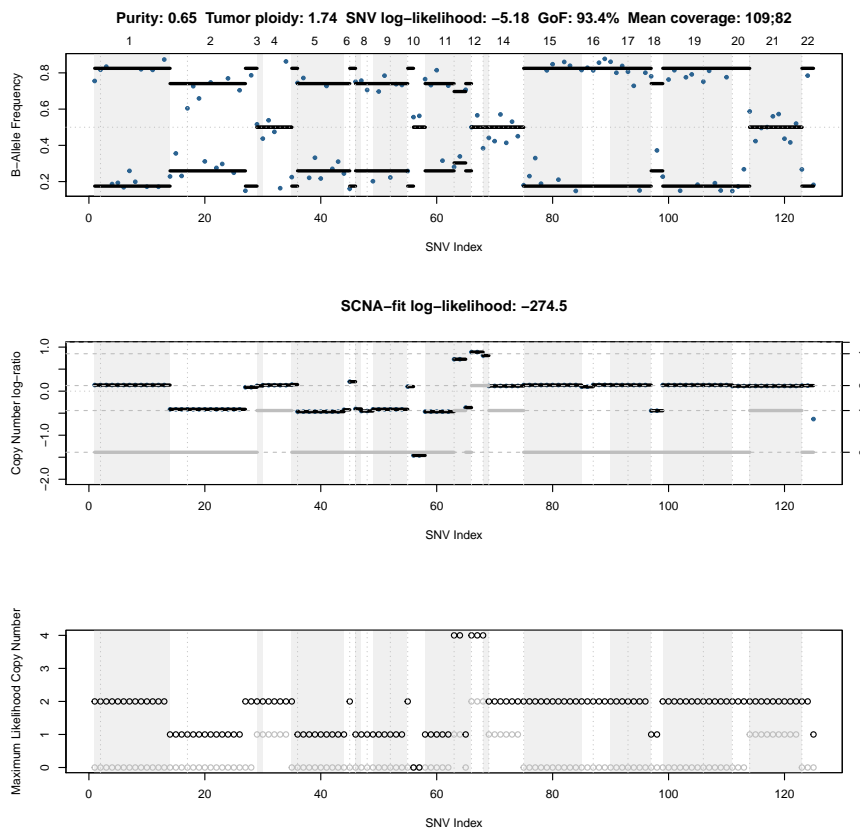 Purity: 0.65 Tumor ploidy: 1.74 SNV log−likelihood: −5.18 GoF: 93.4% Mean coverage: 109;82
1 2 3 4 5 6 8 9 10 11 12 14 15 16 17 18 19 20 21 22
B−Allele Frequency
0.8
0.6
0.4
0.2
0 20 40 60 80 100 120
SNV Index
SCNA−fit log−likelihood: −274.5
Copy Number log−ratio
1.0
0.0
−1.0
−2.0
0 20 40 60 80 100 120
SNV Index
Maximum Likelihood Copy Number
4
3
2
1
0
0 20 40 60 80 100 120
SNV Index